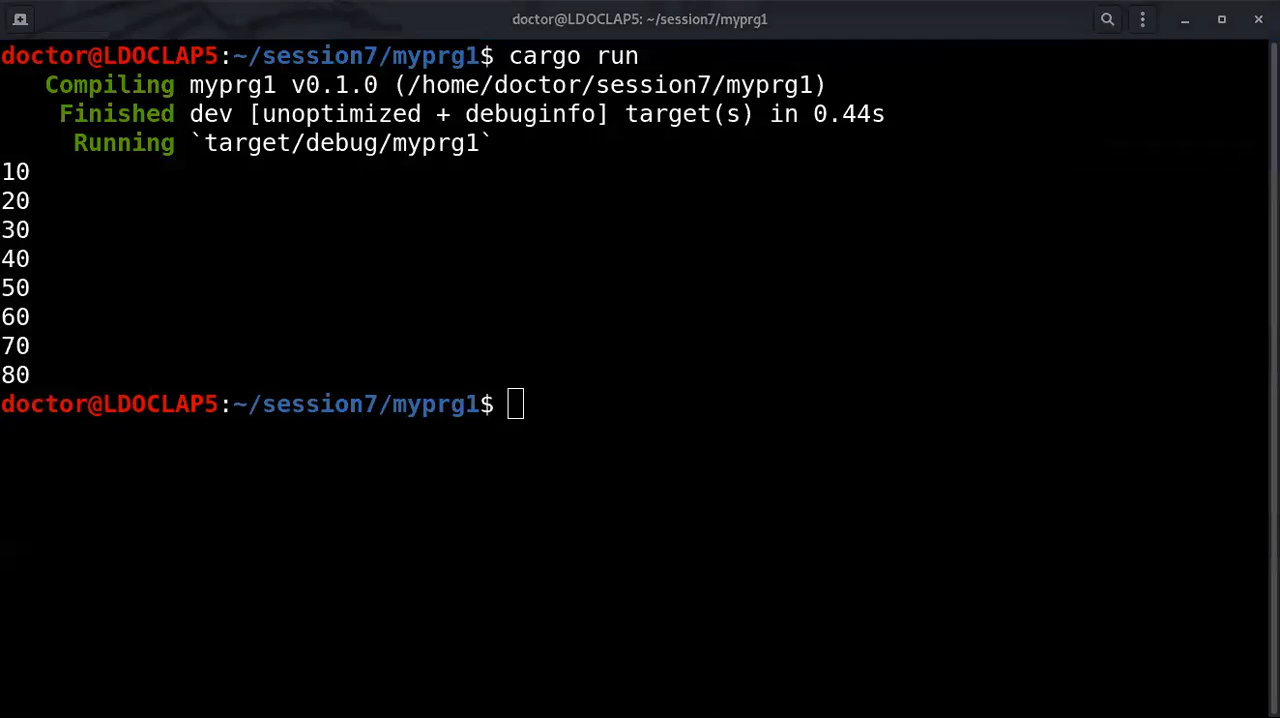 doctor@LDOCLAP5: ~/session7/myprg1
doctor@LDOCLAP5:~/session7/myprg1$ cargo run
   Compiling myprg1 v0.1.0 (/home/doctor/session7/myprg1)
    Finished dev [unoptimized + debuginfo] target(s) in 0.44s
     Running `target/debug/myprg1`
10
20
30
40
50
60
70
80
doctor@LDOCLAP5:~/session7/myprg1$